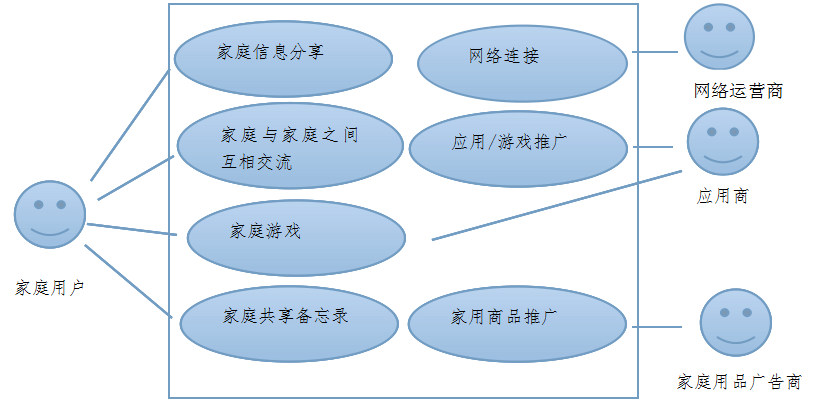 家庭信息分享
网络连接
网络运营商
家庭与家庭之间
互相交流
应用/游戏推广
应用商
家庭游戏
家庭用户
家庭共享备忘录
家用商品推广
家庭用品广告商